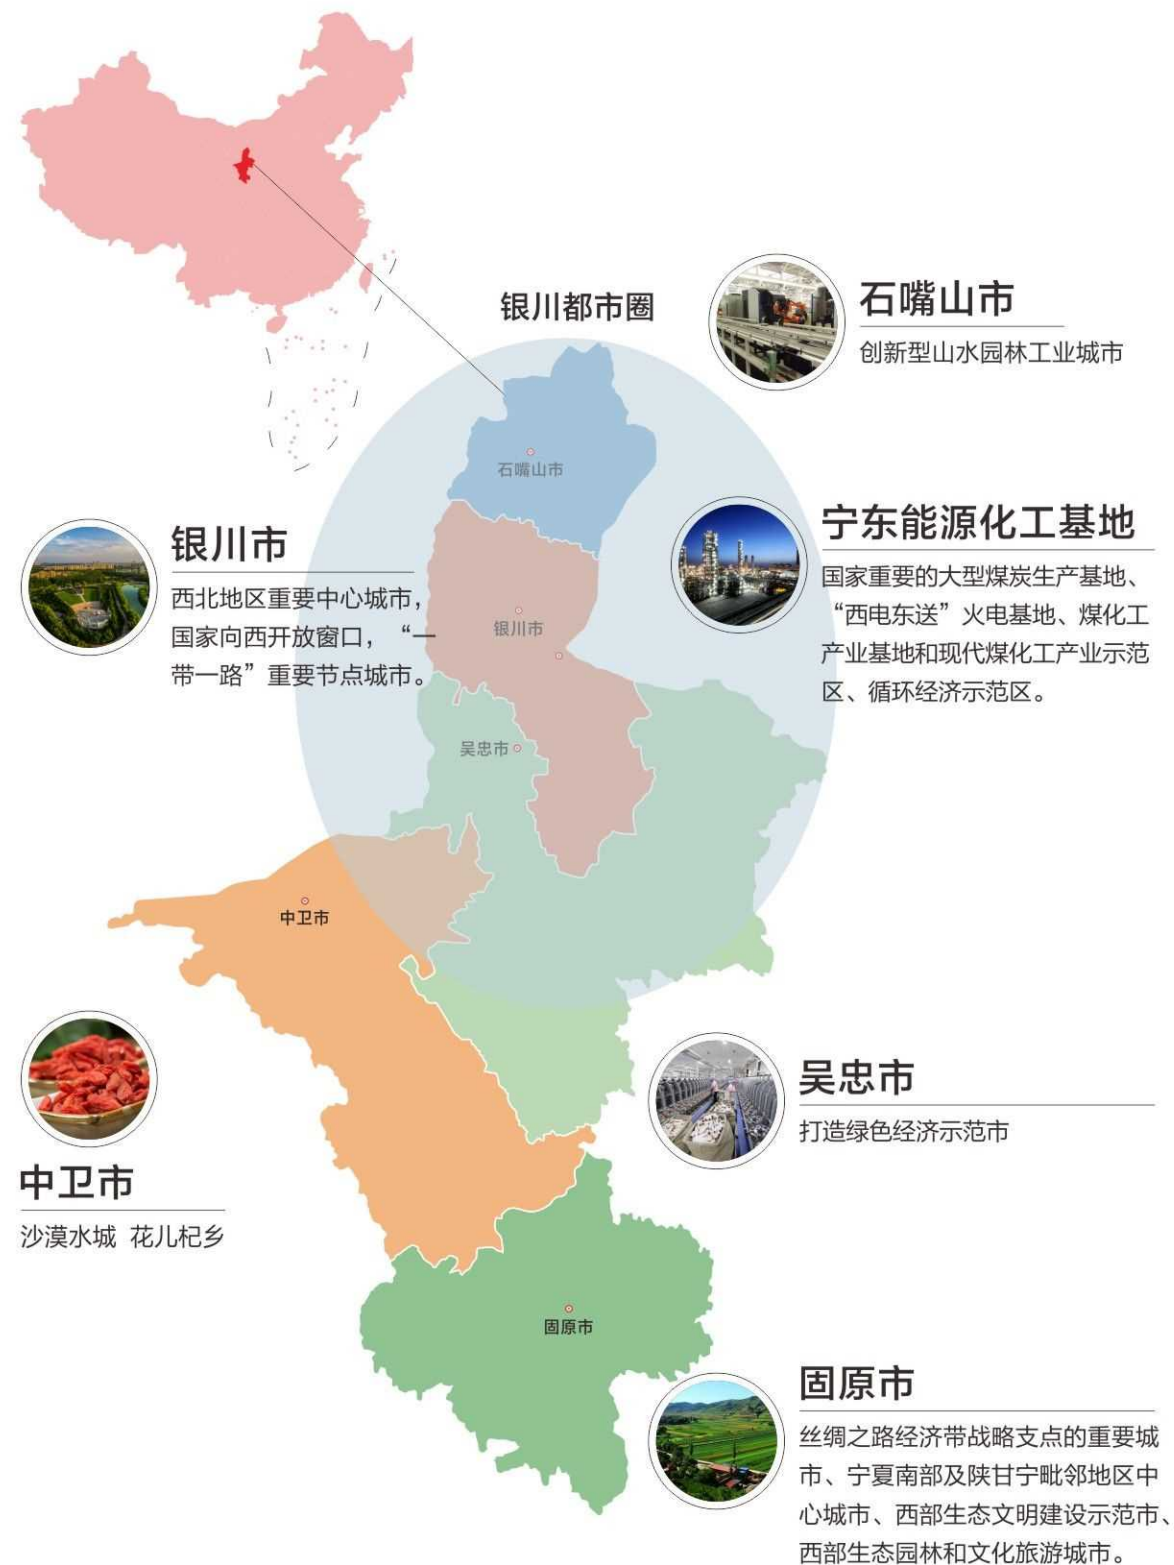 银川都市圈
石嘴山市
创新型山水园林工业城市
石嘴山市
宁东能源化工基地
国家重要的大型煤炭生产基地、
“西电东送”火电基地、煤化工
产业基地和现代煤化工产业示范
区、循环经济示范区。
银川市
西北地区重要中心城市，
国家向西开放窗口，“一
带一路”重要节点城市。
银川市
吴忠市
中卫市
吴忠市
打造绿色经济示范市
中卫市
沙漠水城 花儿杞乡
固原市
固原市
丝绸之路经济带战略支点的重要城
市、宁夏南部及陕甘宁毗邻地区中
心城市、西部生态文明建设示范市、
西部生态园林和文化旅游城市。